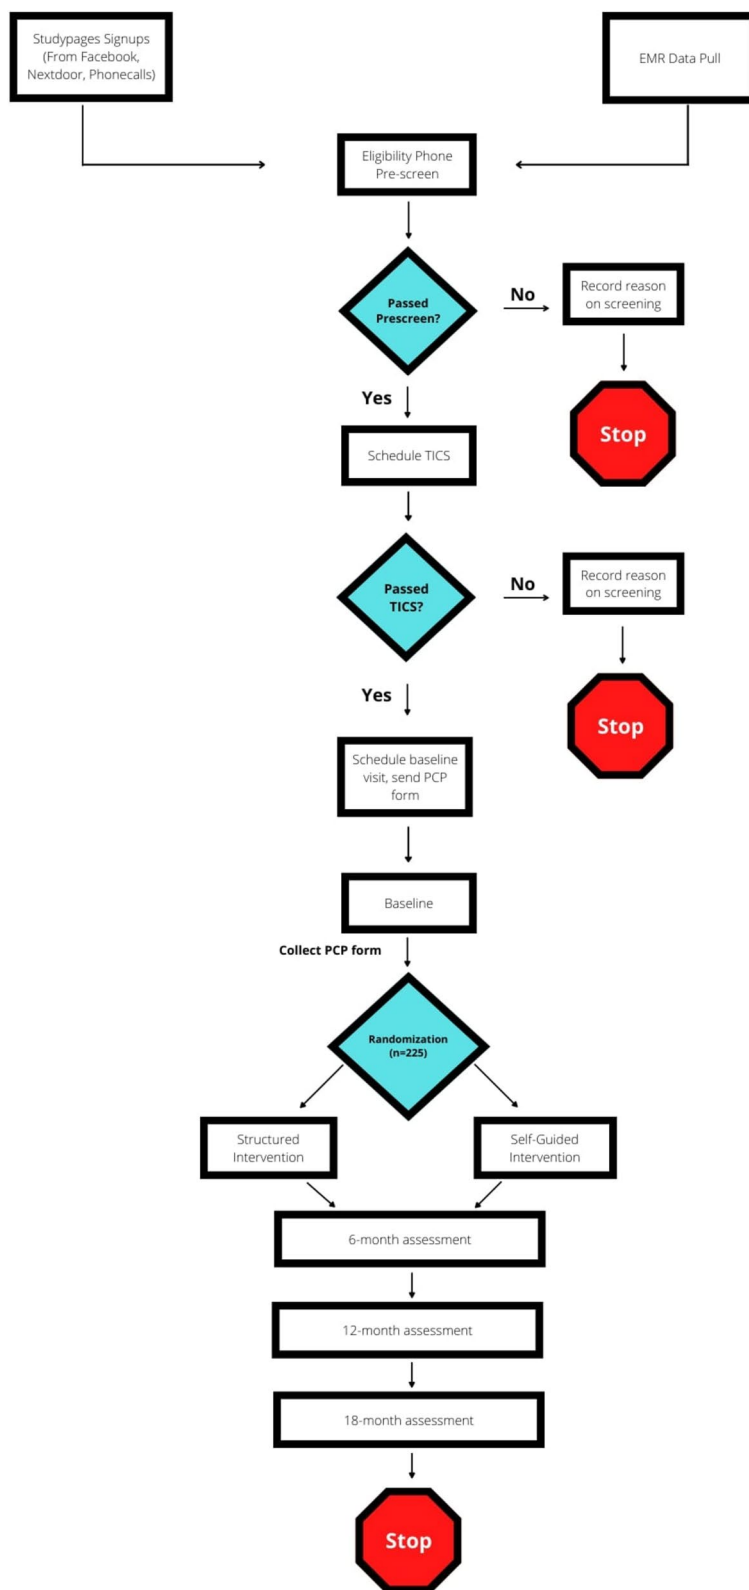 Studypages Signups
(From Facebook,
Nextdoor, Phonecalls)
EMR Data Pull
Eligibility Phone
Pre-screen
Passed
Prescreen?
No
Record reason
on screening
Yes
Stop
Schedule TICS
Passed
TICS?
No
Record reason
on screening
Yes
Stop
Schedule baseline
visit, send PCP
form
Baseline
Collect PCP form
Randomization
(n=225)
Structured
Intervention
Self-Guided
Intervention
6-month assessment
12-month assessment
18-month assessment
Stop